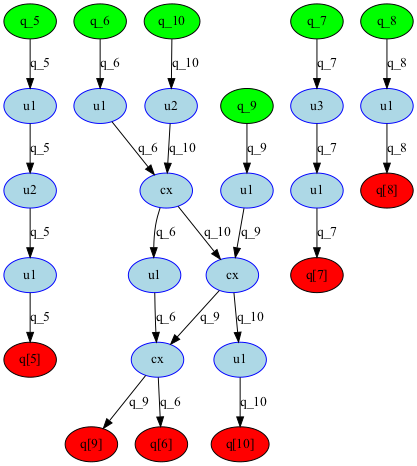 q_5 q_6 q_10 q_7 q_8
q_5 q_6 q_10 q_7 q_8
u1 u1 u2 q_9 u3 u1
q_5 q_6 q_10 q_9 q_7 q_8
u2 cx u1 u1 q[8]
q_5 q_6 q_10 q_9 q_7
u1 u1 cx q[7]
q_5 q_6 q_9 q_10
q[5] cx u1
q_9 q_6 q_10
q[9] q[6] q[10]